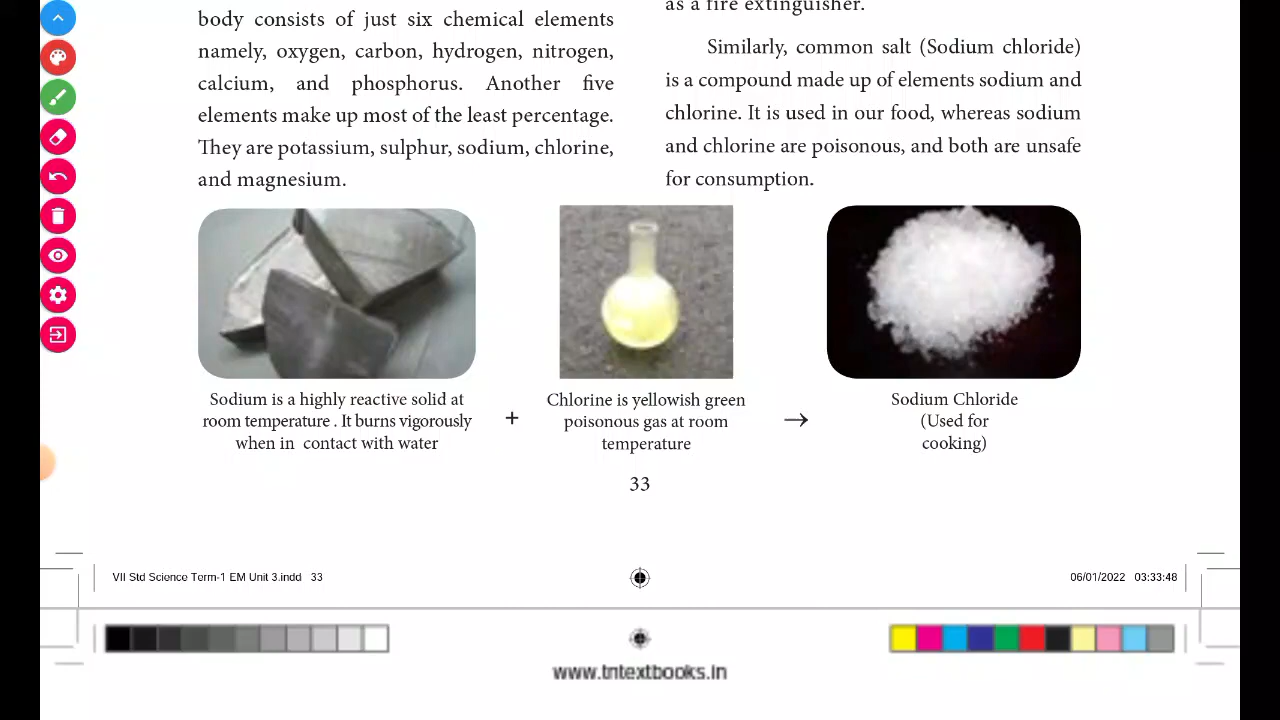 body consists of just six chemical elements
namely, oxygen, carbon, hydrogen, nitrogen,
calcium, and phosphorus. Another five
elements make up most of the least percentage.
They are potassium, sulphur, sodium, chlorine,
and magnesium.
as a fire extinguisher.
Similarly, common salt (Sodium chloride)
is a compound made up of elements sodium and
chlorine. It is used in our food, whereas sodium
and chlorine are poisonous, and both are unsafe
for consumption.
Sodium is a highly reactive solid at
room temperature . It burns vigorously
when in contact with water
+
Chlorine is yellowish green
poisonous gas at room
temperature
→
Sodium Chloride
(Used for
cooking)
33
VII Std Science Term-1 EM Unit 3.indd 33
06/01/2022 03:33:48
www.tntextbooks.in